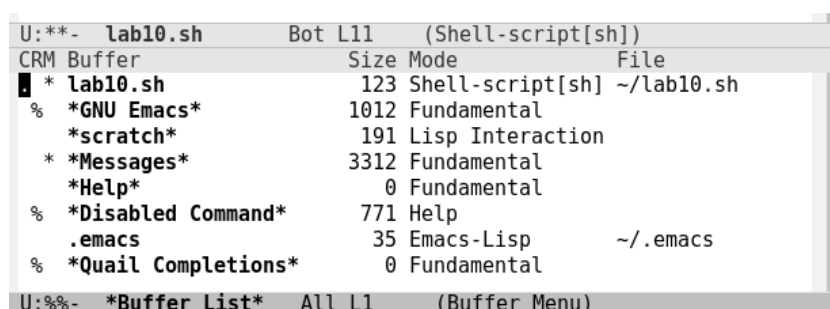 U:**-  lab10.sh       Bot L11    (Shell-script[sh])
CRM Buffer                 Size Mode             File
. * lab10.sh                123 Shell-script[sh] ~/lab10.sh
 %  *GNU Emacs*            1012 Fundamental
    *scratch*               191 Lisp Interaction
  * *Messages*             3312 Fundamental
    *Help*                    0 Fundamental
 %  *Disabled Command*      771 Help
    .emacs                   35 Emacs-Lisp       ~/.emacs
 %  *Quail Completions*       0 Fundamental
U:%%-  *Buffer List*   All L1     (Buffer Menu)